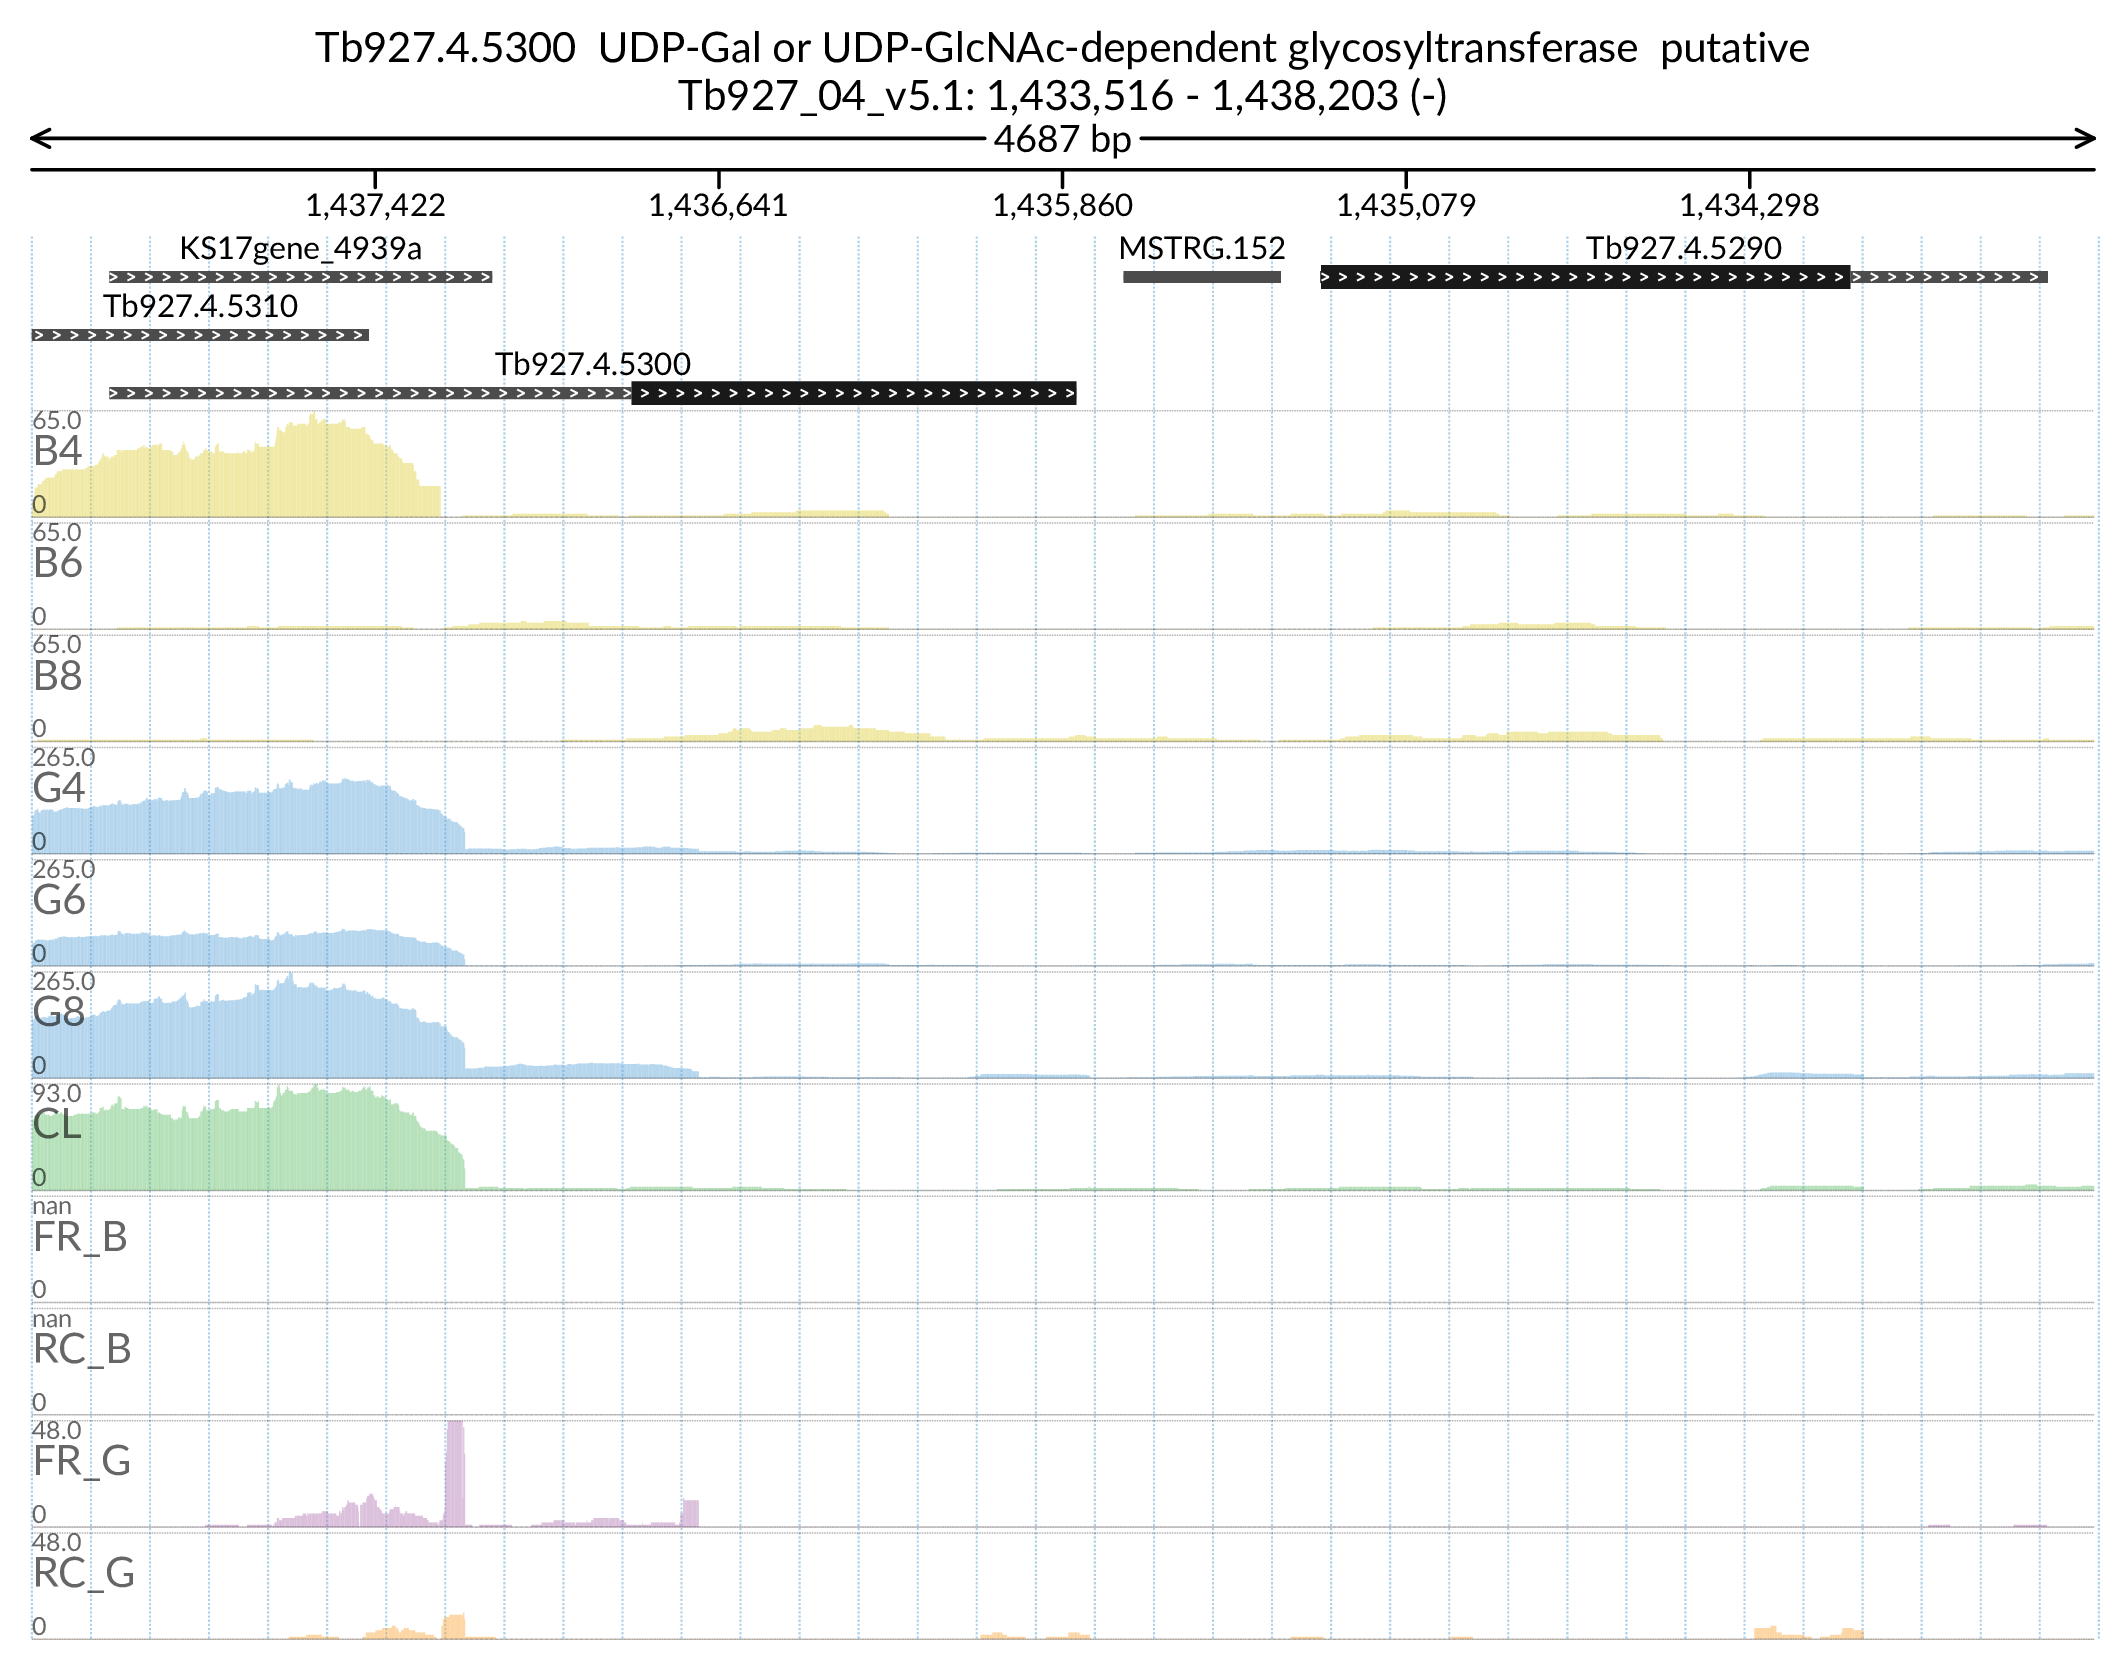 Tb927.4.5300  UDP-Gal or UDP-GlcNAc-dependent glycosyltransferase  putative
Tb927_04_v5.1: 1,433,516 - 1,438,203 (-)
4687 bp
1,437,422 1,436,641 1,435,860 1,435,079 1,434,298
KS17gene_4939a MSTRG.152 Tb927.4.5290
Tb927.4.5310
Tb927.4.5300
65.0
B4
0
65.0
B6
0
65.0
B8
0
265.0
G4
0
265.0
G6
0
265.0
G8
0
93.0
CL
0
nan
FR_B
0
nan
RC_B
0
48.0
FR_G
0
48.0
RC_G
0